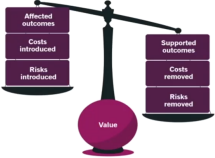 Affected
outcomes
Costs
introduced
Risks
introduced
Value
Supported
outcomes
Costs
removed
Risks
removed